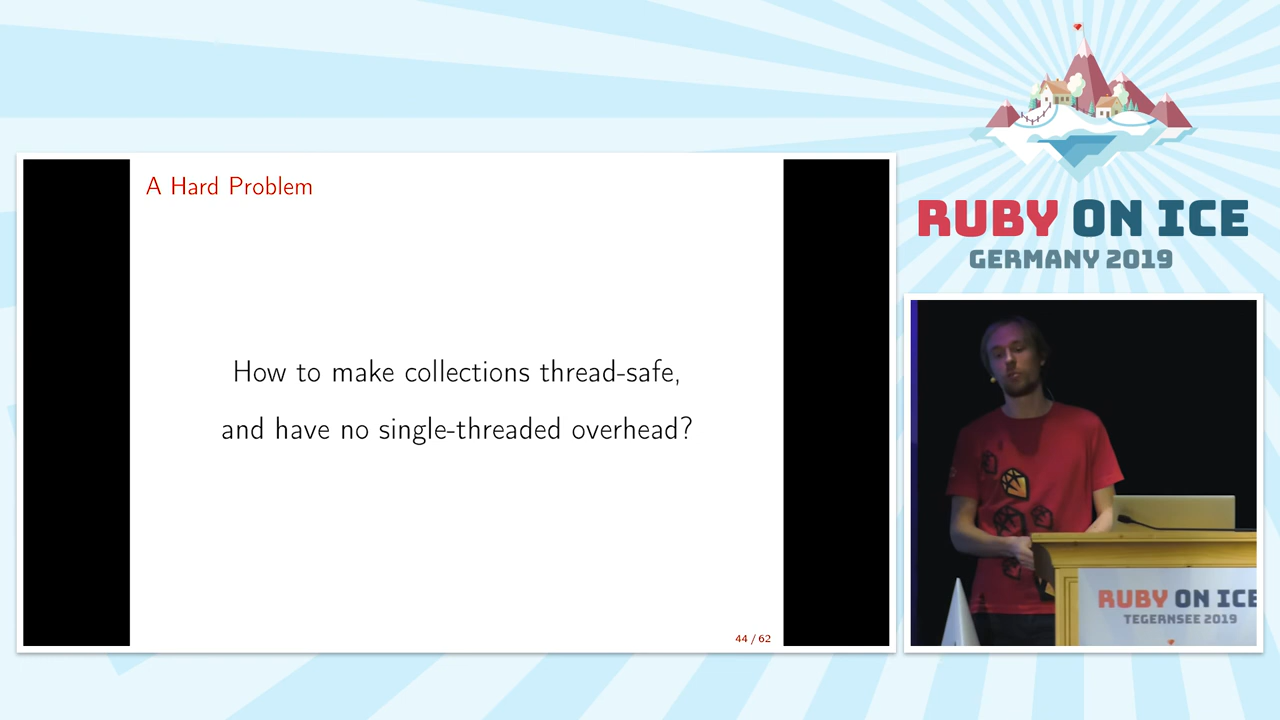 A Hard Problem
How to make collections thread-safe,
and have no single-threaded overhead?
44 / 62
RUBY ON ICE
GERMANY 2019
RUBY ON ICE
TEGERNSEE 2019